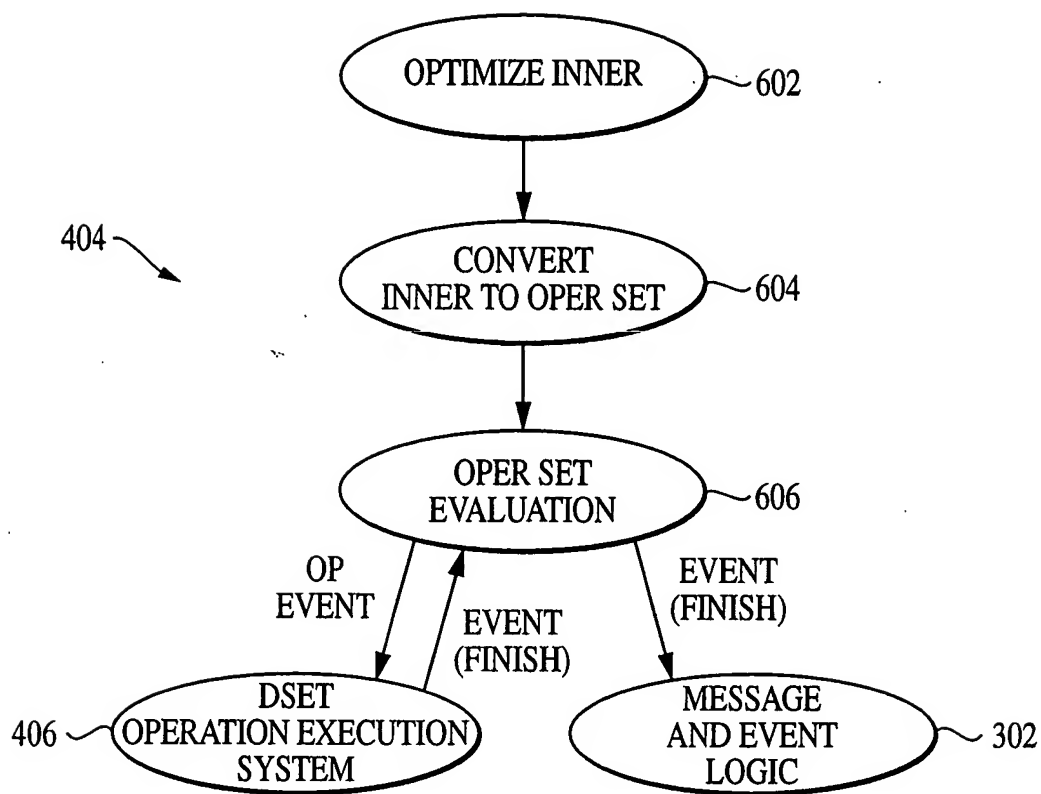 OPTIMIZE INNER
602
404
CONVERT
INNER TO OPER SET
604
OPER SET
EVALUATION
606
OP
EVENT
EVENT
(FINISH)
EVENT
(FINISH)
406
DSET
OPERATION EXECUTION
SYSTEM
MESSAGE
AND EVENT
LOGIC
302